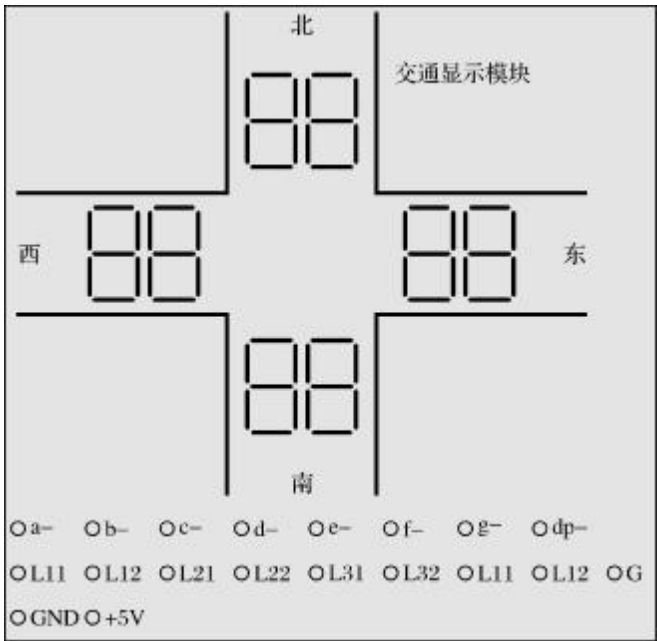 北
交通显示模块
西
东
南
a- b- c- d- e- f- g- dp-
L11 L12 L21 L22 L31 L32 L11 L12 G
GND +5V